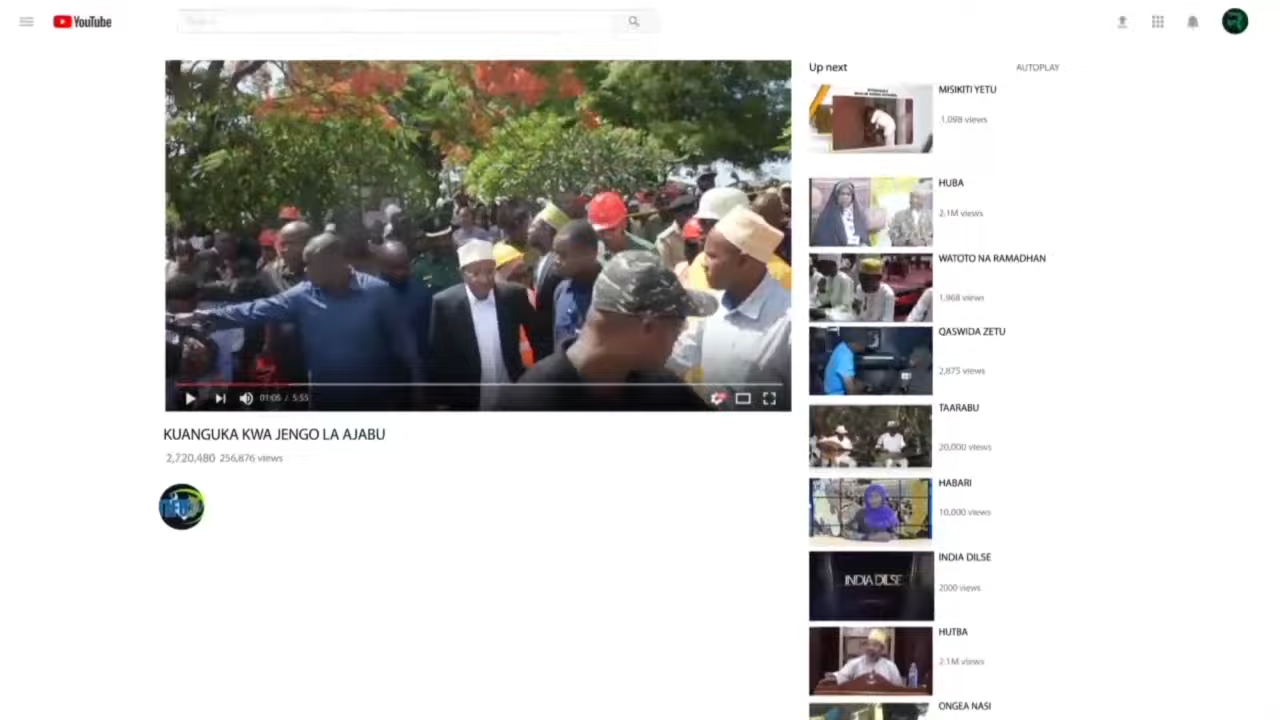 YouTube
01:05 / 5:55
KUANGUKA KWA JENGO LA AJABU
2,720,480 256,876 views
Up next
AUTOPLAY
MISIKITI YETU
1,098 views
HUBA
2.1M views
WATOTO NA RAMADHAN
1,968 views
QASWIDA ZETU
2,875 views
TAARABU
20,000 views
HABARI
10,000 views
INDIA DILSE
INDIA DILSE
2000 views
HUTBA
2.1M views
ONGEA NASI